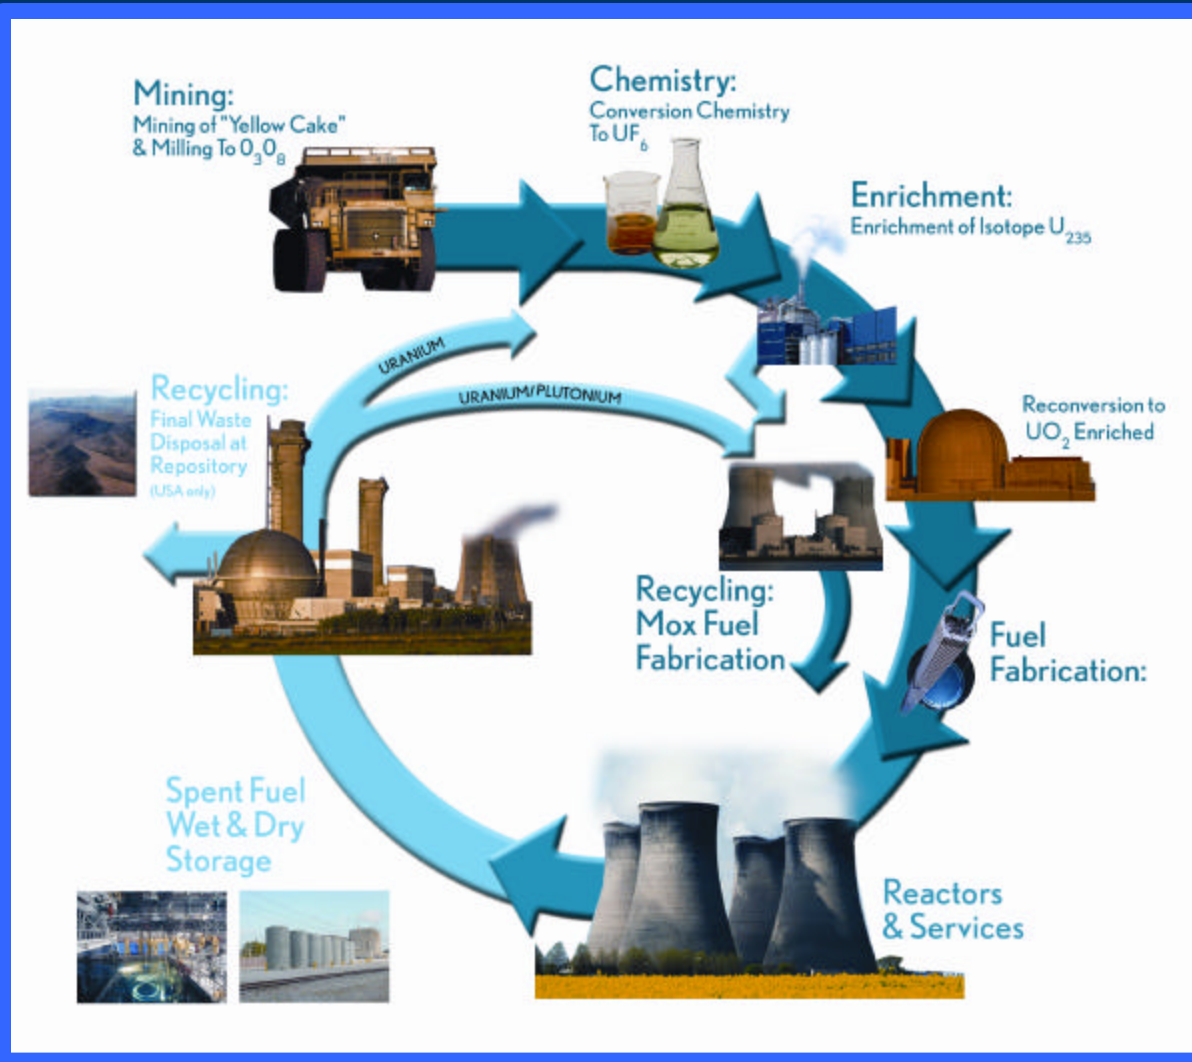 Mining:
Mining of "Yellow Cake"
& Milling To O₃O₈
Chemistry:
Conversion Chemistry
To UF₆
Enrichment:
Enrichment of Isotope U₂₃₅
URANIUM
URANIUM/PLUTONIUM
Recycling:
Final Waste
Disposal at
Repository
(USA only)
Reconversion to
UO₂ Enriched
Recycling:
Mox Fuel
Fabrication
Fuel
Fabrication:
Spent Fuel
Wet & Dry
Storage
Reactors
& Services